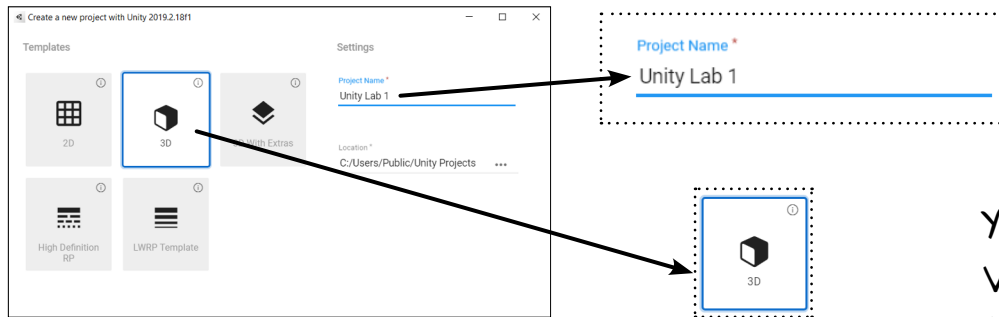 Create a new project with Unity 2019.2.18f1
Templates
Settings
Project Name *
Unity Lab 1
Location *
C:/Users/Public/Unity Projects ...
2D
3D
With Extras
High Definition
RP
LWRP Template
Project Name *
Unity Lab 1
3D